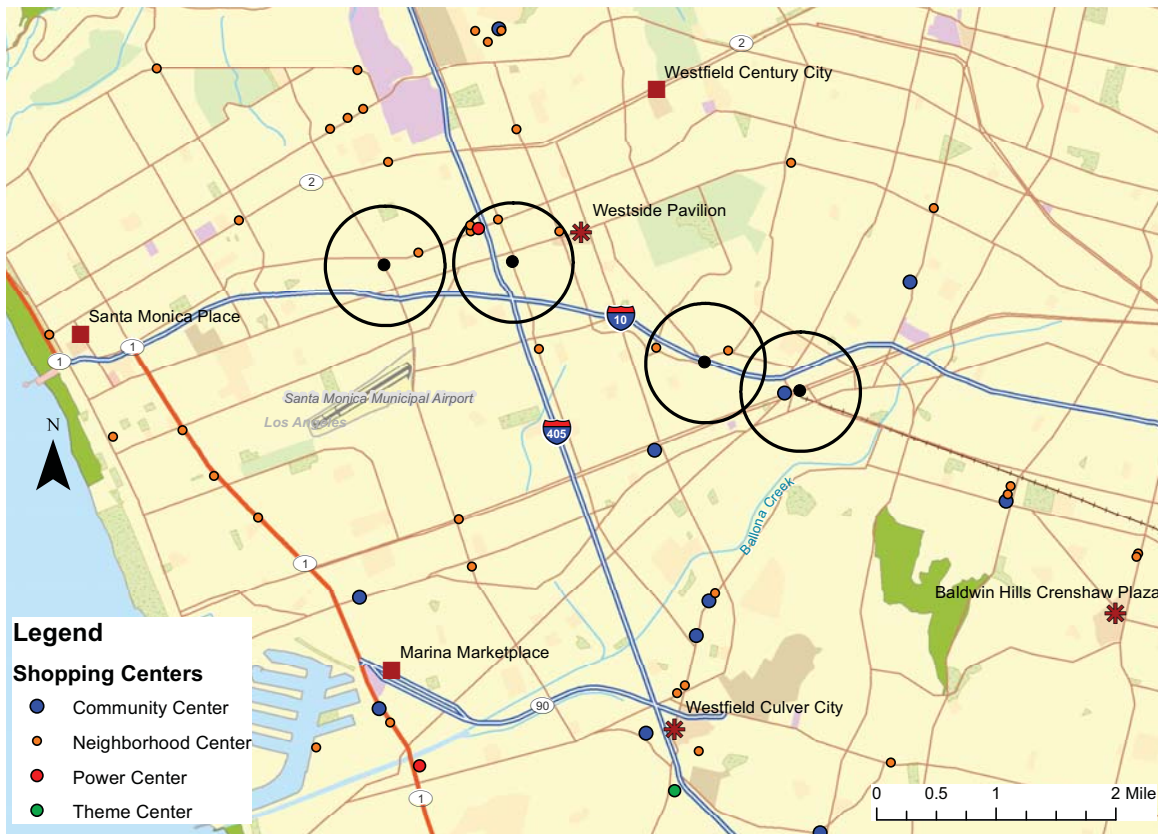 2
Westfield Century City
2
Westside Pavilion
Santa Monica Place
10
1
1
Santa Monica Municipal Airport
Los Angeles
N
405
Ballona Creek
1
Baldwin Hills Crenshaw Plaza
Legend
Shopping Centers
Marina Marketplace
Community Center
90
Westfield Culver City
Neighborhood Center
Power Center
1
Theme Center
0 0.5 1 2 Mile